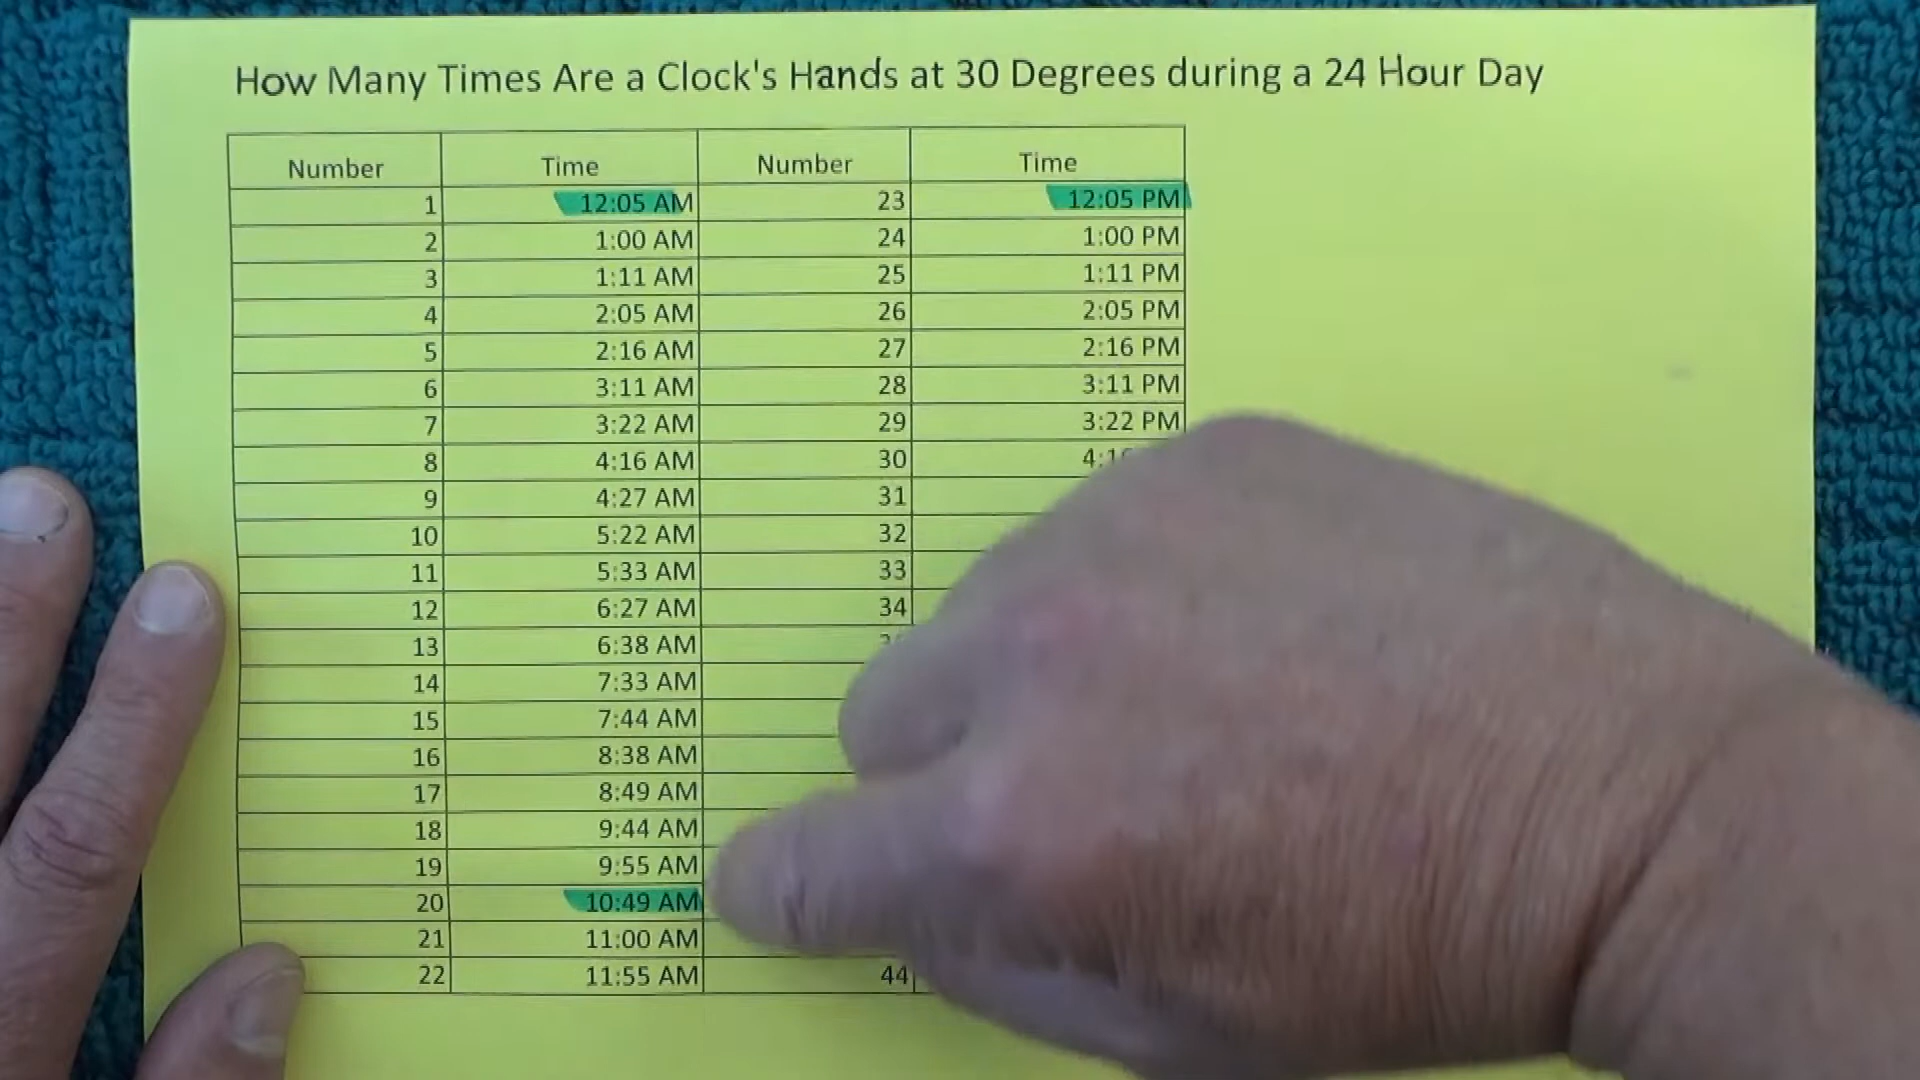 How Many Times Are a Clock's Hands at 30 Degrees during a 24 Hour Day
Number Time Number Time
1 12:05 AM 23 12:05 PM
2 1:00 AM 24 1:00 PM
3 1:11 AM 25 1:11 PM
4 2:05 AM 26 2:05 PM
5 2:16 AM 27 2:16 PM
6 3:11 AM 28 3:11 PM
7 3:22 AM 29 3:22 PM
8 4:16 AM 30
9 4:27 AM 31
10 5:22 AM 32
11 5:33 AM 33
12 6:27 AM 34
13 6:38 AM
14 7:33 AM
15 7:44 AM
16 8:38 AM
17 8:49 AM
18 9:44 AM
19 9:55 AM
20 10:49 AM
21 11:00 AM
22 11:55 AM 44